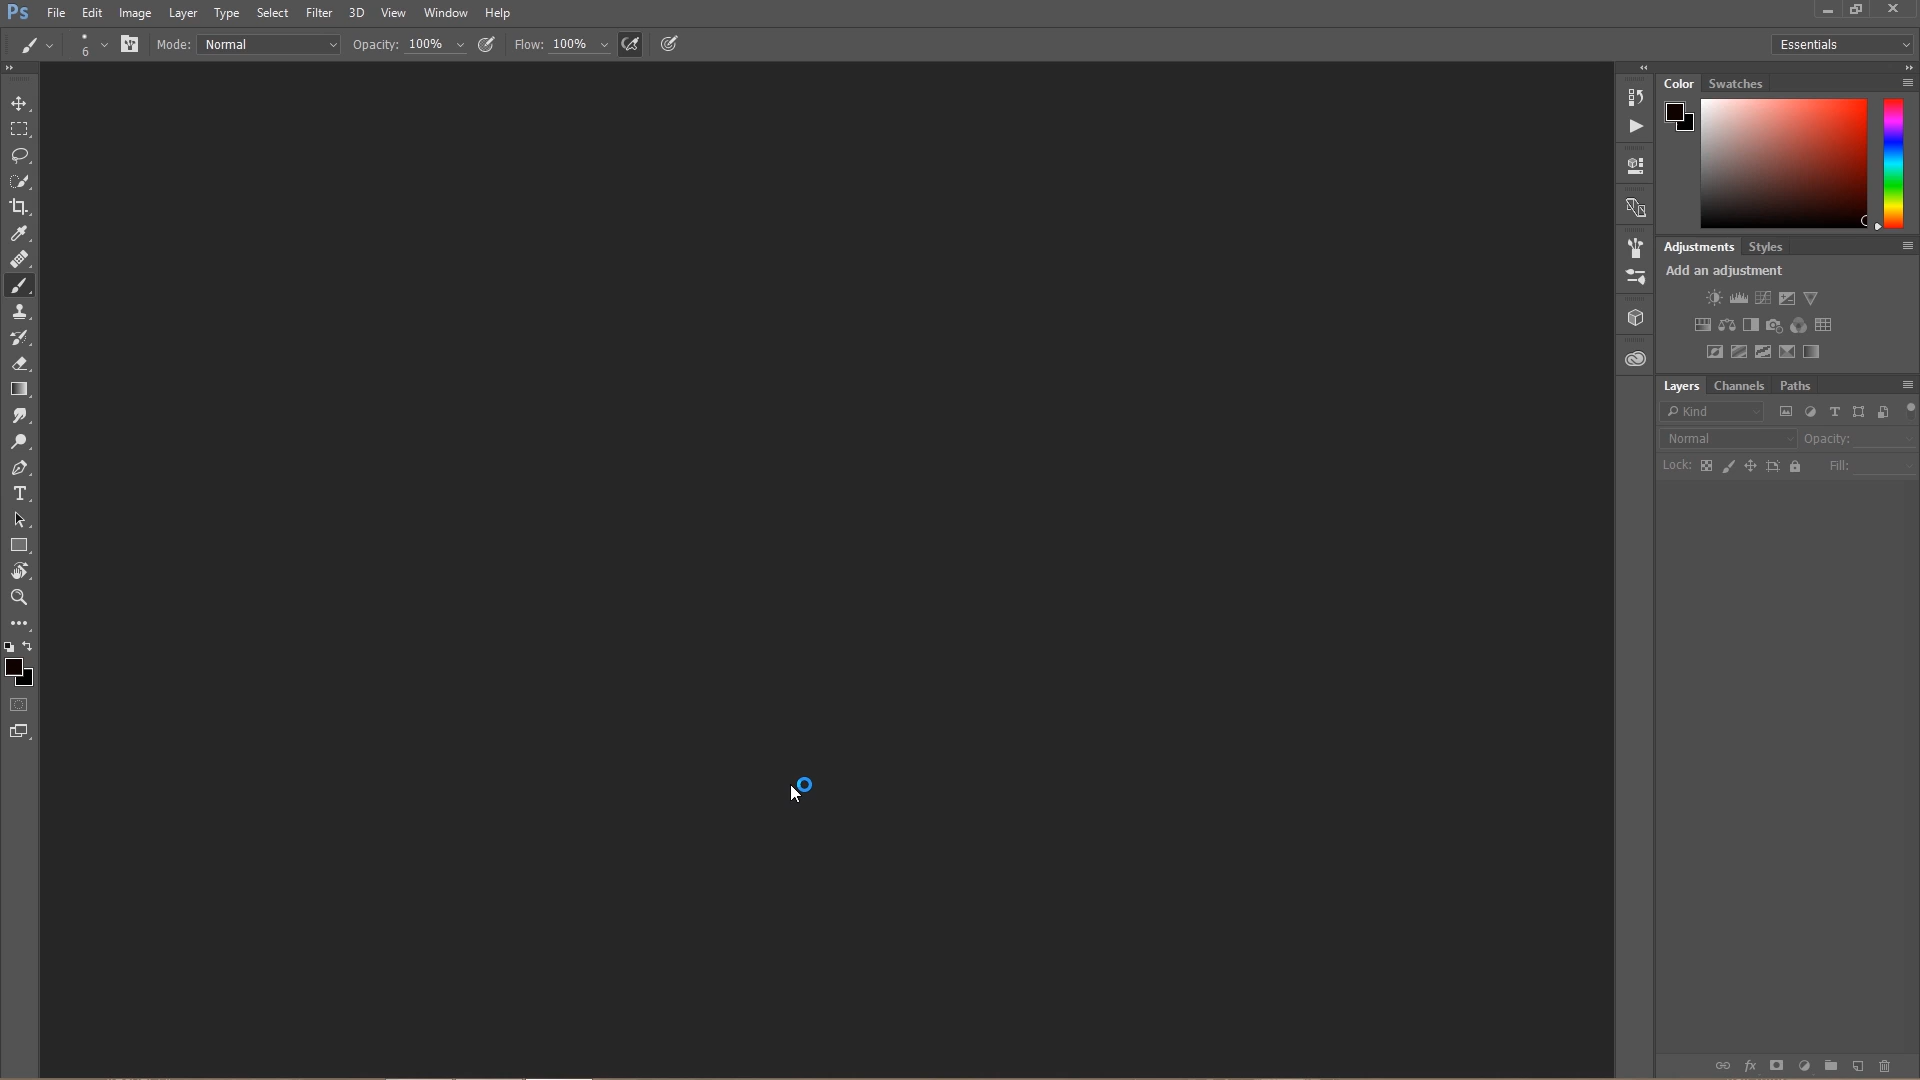 Ps File Edit Image Layer Type Select Filter 3D View Window Help
6 Mode: Normal Opacity: 100% Flow: 100% Essentials
Color Swatches
Adjustments Styles
Add an adjustment
Layers Channels Paths
Kind
Normal Opacity:
Lock: Fill: